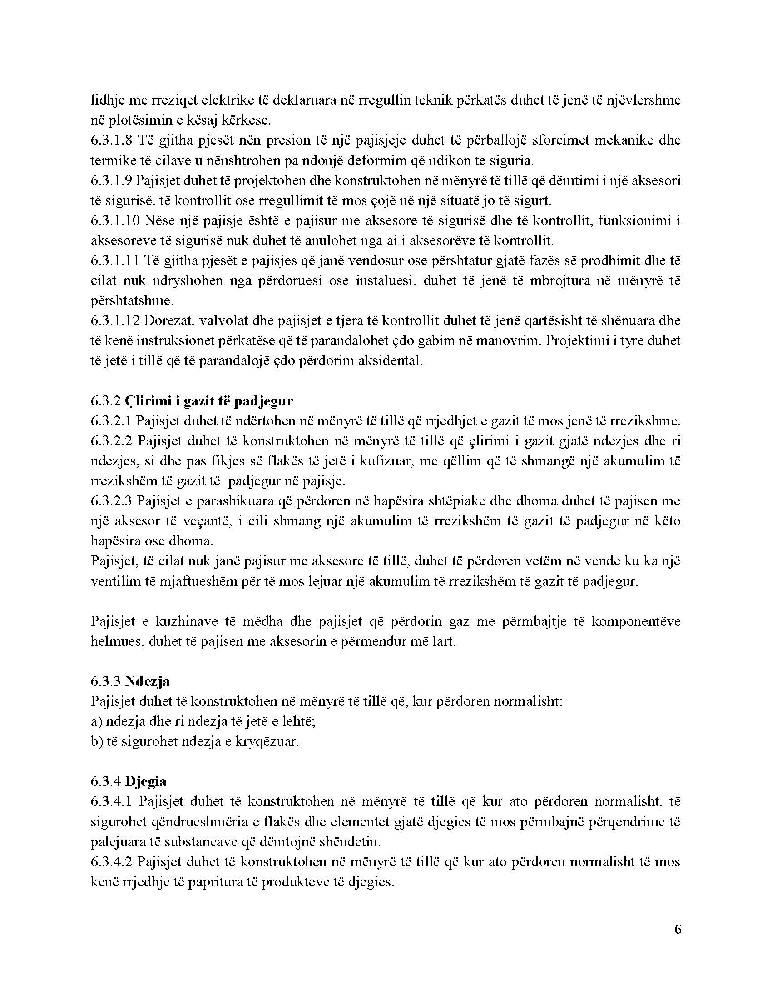 lidhje me rreziqet elektrike të deklaruara në rregullin teknik përkatës duhet të jenë të njëvlershme
në plotësimin e kësaj kërkese.
6.3.1.8 Të gjitha pjesët nën presion të një pajisjeje duhet të përballojë sforcimet mekanike dhe
termike të cilave u nënshtrohen pa ndonjë deformim që ndikon te siguria.
6.3.1.9 Pajisjet duhet të projektohen dhe konstruktohen në mënyrë të tillë që dëmtimi i një aksesori
të sigurisë, të kontrollit ose rregullimit të mos çojë në një situatë jo të sigurt.
6.3.1.10 Nëse një pajisje është e pajisur me aksesore të sigurisë dhe të kontrollit, funksionimi i
aksesoreve të sigurisë nuk duhet të anulohet nga ai i aksesorëve të kontrollit.
6.3.1.11 Të gjitha pjesët e pajisjes që janë vendosur ose përshtatur gjatë fazës së prodhimit dhe të
cilat nuk ndryshohen nga përdoruesi ose instaluesi, duhet të jenë të mbrojtura në mënyrë të
përshtatshme.
6.3.1.12 Dorezat, valvolat dhe pajisjet e tjera të kontrollit duhet të jenë qartësisht të shënuara dhe
të kenë instruksionet përkatëse që të parandalohet çdo gabim në manovrim. Projektimi i tyre duhet
të jetë i tillë që të parandalojë çdo përdorim aksidental.
6.3.2 Çlirimi i gazit të padjegur
6.3.2.1 Pajisjet duhet të ndërtohen në mënyrë të tillë që rrjedhjet e gazit të mos jenë të rrezikshme.
6.3.2.2 Pajisjet duhet të konstruktohen në mënyrë të tillë që çlirimi i gazit gjatë ndezjes dhe ri
ndezjes, si dhe pas fikjes së flakës të jetë i kufizuar, me qëllim që të shmangë një akumulim të
rrezikshëm të gazit të  padjegur në pajisje.
6.3.2.3 Pajisjet e parashikuara që përdoren në hapësira shtëpiake dhe dhoma duhet të pajisen me
një aksesor të veçantë, i cili shmang një akumulim të rrezikshëm të gazit të padjegur në këto
hapësira ose dhoma.
Pajisjet, të cilat nuk janë pajisur me aksesore të tillë, duhet të përdoren vetëm në vende ku ka një
ventilim të mjaftueshëm për të mos lejuar një akumulim të rrezikshëm të gazit të padjegur.
Pajisjet e kuzhinave të mëdha dhe pajisjet që përdorin gaz me përmbajtje të komponentëve
helmues, duhet të pajisen me aksesorin e përmendur më lart.
6.3.3 Ndezja
Pajisjet duhet të konstruktohen në mënyrë të tillë që, kur përdoren normalisht:
a) ndezja dhe ri ndezja të jetë e lehtë;
b) të sigurohet ndezja e kryqëzuar.
6.3.4 Djegia
6.3.4.1 Pajisjet duhet të konstruktohen në mënyrë të tillë që kur ato përdoren normalisht, të
sigurohet qëndrueshmëria e flakës dhe elementet gjatë djegies të mos përmbajnë përqendrime të
palejuara të substancave që dëmtojnë shëndetin.
6.3.4.2 Pajisjet duhet të konstruktohen në mënyrë të tillë që kur ato përdoren normalisht të mos
kenë rrjedhje të papritura të produkteve të djegies.
6